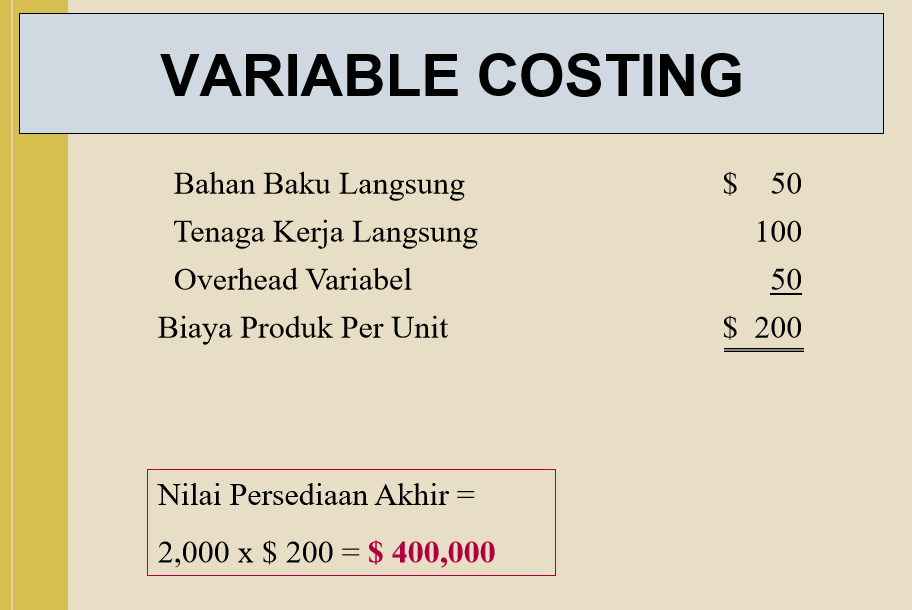 VARIABLE COSTING
Bahan Baku Langsung $ 50
Tenaga Kerja Langsung 100
Overhead Variabel 50
Biaya Produk Per Unit $ 200
Nilai Persediaan Akhir =
2,000 x $ 200 = $ 400,000